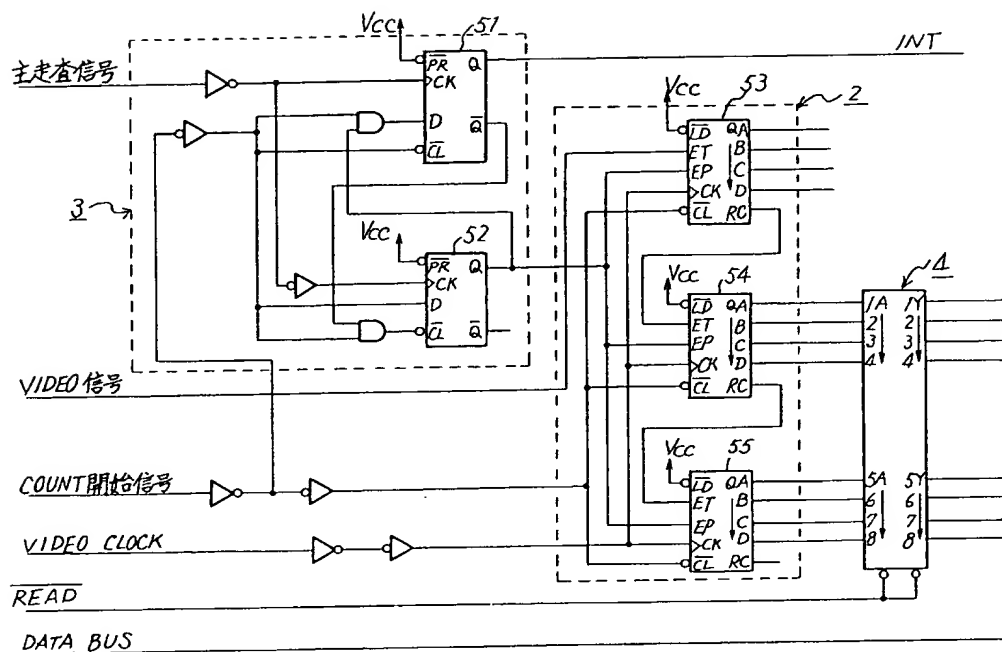 Vcc
51
INT
主走査信号
PR
Q
CK
D
Q
CL
3
Vcc
52
PR
Q
CK
D
CL
Q
2
Vcc
53
LD
QA
ET
B
EP
C
CK
D
CL
RC
Vcc
54
LD
QA
ET
B
EP
C
CK
D
CL
RC
4
1A
1Y
2
2
3
3
4
4
VIDEO信号
Vcc
55
LD
QA
ET
B
EP
C
CK
D
CL
RC
5A
5Y
6
6
7
7
8
8
COUNT開始信号
VIDEO CLOCK
READ
DATA BUS